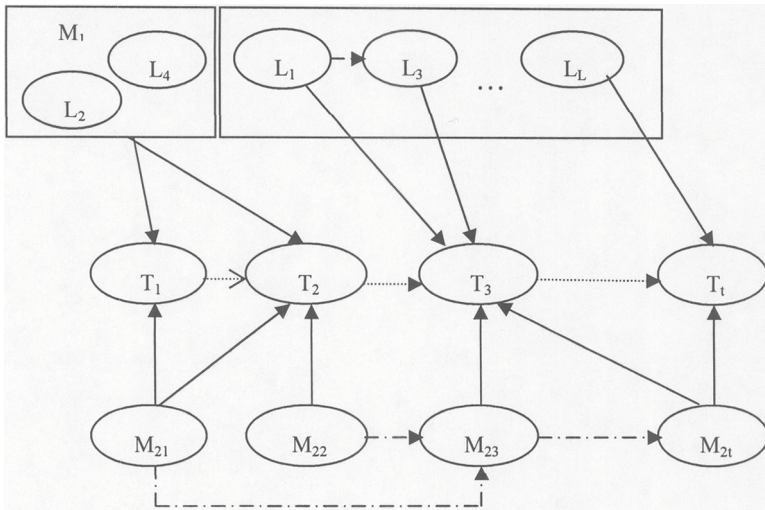 M₁
L₄
L₂
L₁
L₃
...
L_L
T₁
T₂
T₃
T_t
M₂₁
M₂₂
M₂₃
M₂t